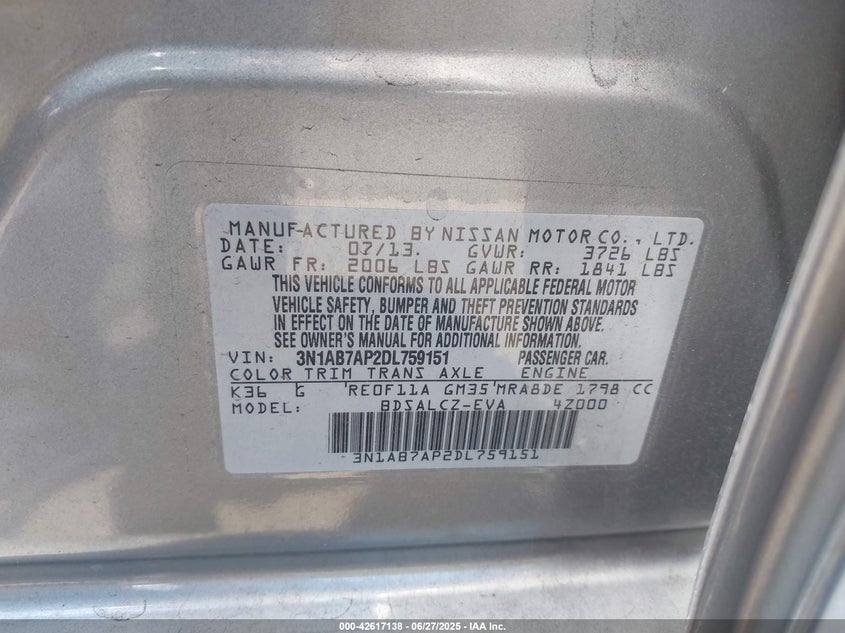 MANUFACTURED BY NISSAN MOTOR CO., LTD.
DATE: 07/13. GVWR: 3726 LBS
GAWR FR: 2006 LBS GAWR RR: 1841 LBS
THIS VEHICLE CONFORMS TO ALL APPLICABLE FEDERAL MOTOR
VEHICLE SAFETY, BUMPER AND THEFT PREVENTION STANDARDS
IN EFFECT ON THE DATE OF MANUFACTURE SHOWN ABOVE.
SEE OWNER'S MANUAL FOR ADDITIONAL INFORMATION.
VIN: 3N1AB7AP2DL759151 PASSENGER CAR.
COLOR TRIM TRANS AXLE ENGINE
K36 G RE0F11A GM35 MRA8DE 1798 CC
MODEL: BDSALCZ-EVA 4Z000
3N1AB7AP2DL759151
000-42617138 - 06/27/2025 - IAA Inc.